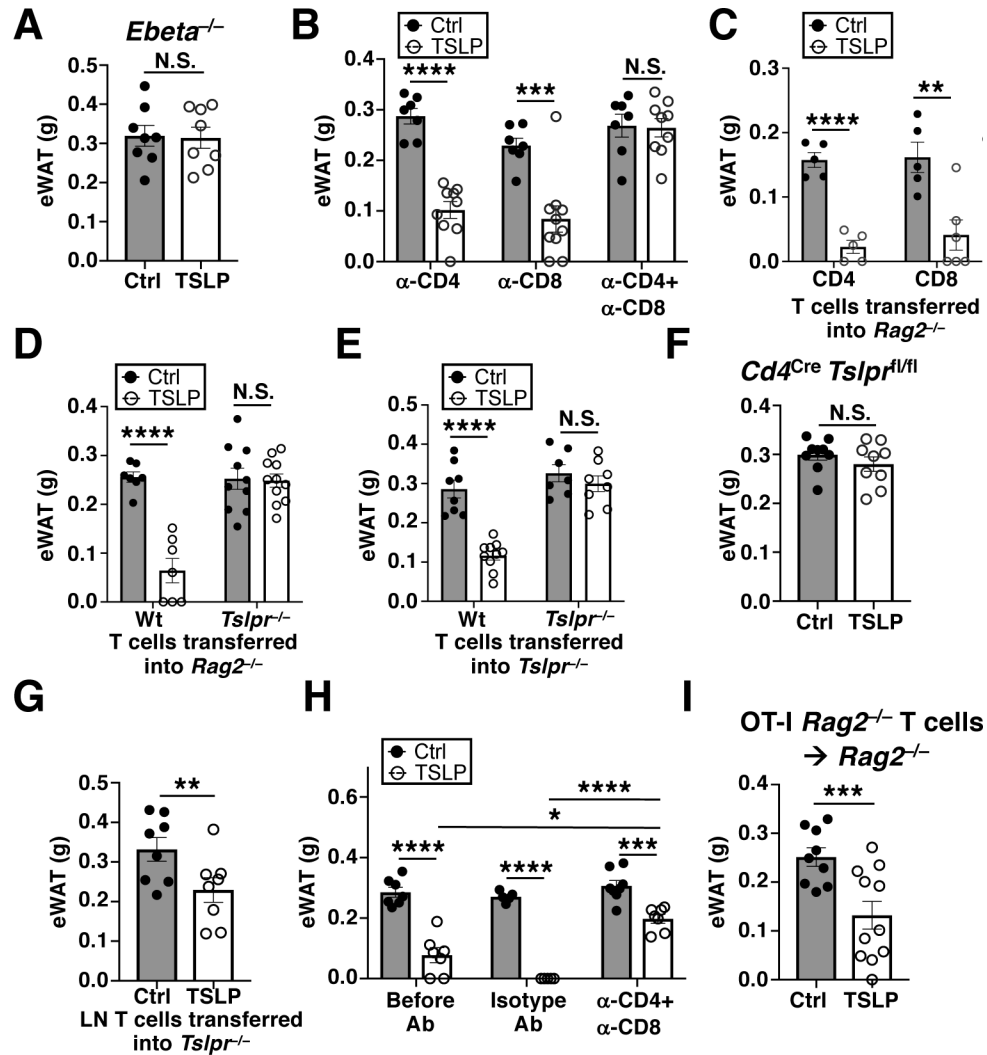 A
Ebeta–/–
N.S.
eWAT (g)
0.5
0.4
0.3
0.2
0.1
0.0
Ctrl TSLP
B
Ctrl
TSLP
****
***
N.S.
eWAT (g)
0.4
0.3
0.2
0.1
0.0
α-CD4 α-CD8 α-CD4+
α-CD8
C
Ctrl
TSLP
****
**
eWAT (g)
0.3
0.2
0.1
0.0
CD4 CD8
T cells transferred
into Rag2–/–
D
Ctrl
TSLP
****
N.S.
eWAT (g)
0.4
0.3
0.2
0.1
0.0
Wt Tslpr–/–
T cells transferred
into Rag2–/–
E
Ctrl
TSLP
****
N.S.
eWAT (g)
0.5
0.4
0.3
0.2
0.1
0.0
Wt Tslpr–/–
T cells transferred
into Tslpr–/–
F
Cd4Cre Tslprfl/fl
N.S.
eWAT (g)
0.4
0.3
0.2
0.1
0.0
Ctrl TSLP
G
**
eWAT (g)
0.5
0.4
0.3
0.2
0.1
0.0
Ctrl TSLP
LN T cells transferred
into Tslpr–/–
H
Ctrl
TSLP
****
*
****
****
***
eWAT (g)
0.6
0.4
0.2
0.0
Before Isotype α-CD4+
Ab Ab α-CD8
I
OT-I Rag2–/– T cells
→ Rag2–/–
***
eWAT (g)
0.5
0.4
0.3
0.2
0.1
0.0
Ctrl TSLP